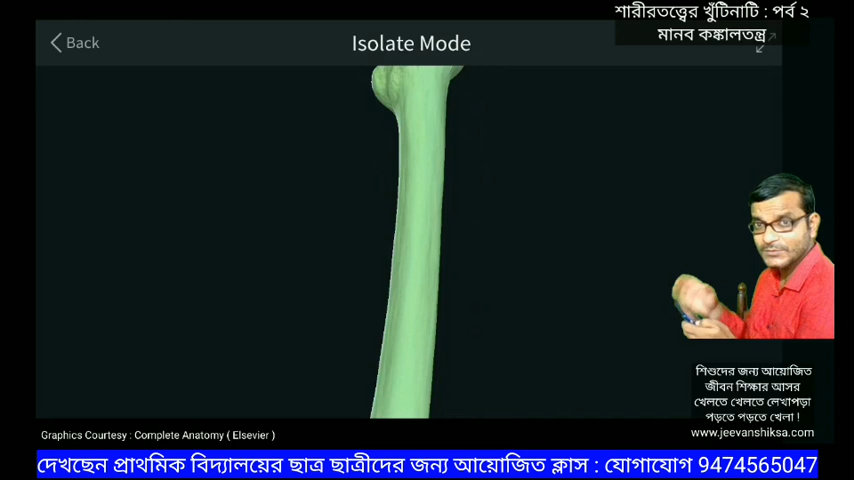 শারীরতত্ত্বের খুঁটিনাটি : পর্ব ২
মানব কঙ্কালতন্ত্র
Back
Isolate Mode
শিশুদের জন্য আয়োজিত
জীবন শিক্ষার আসর
খেলতে খেলতে লেখাপড়া
পড়তে পড়তে খেলা !
www.jeevanshiksa.com
Graphics Courtesy : Complete Anatomy ( Elsevier )
দেখছেন প্রাথমিক বিদ্যালয়ের ছাত্র ছাত্রীদের জন্য আয়োজিত ক্লাস : যোগাযোগ 9474565047